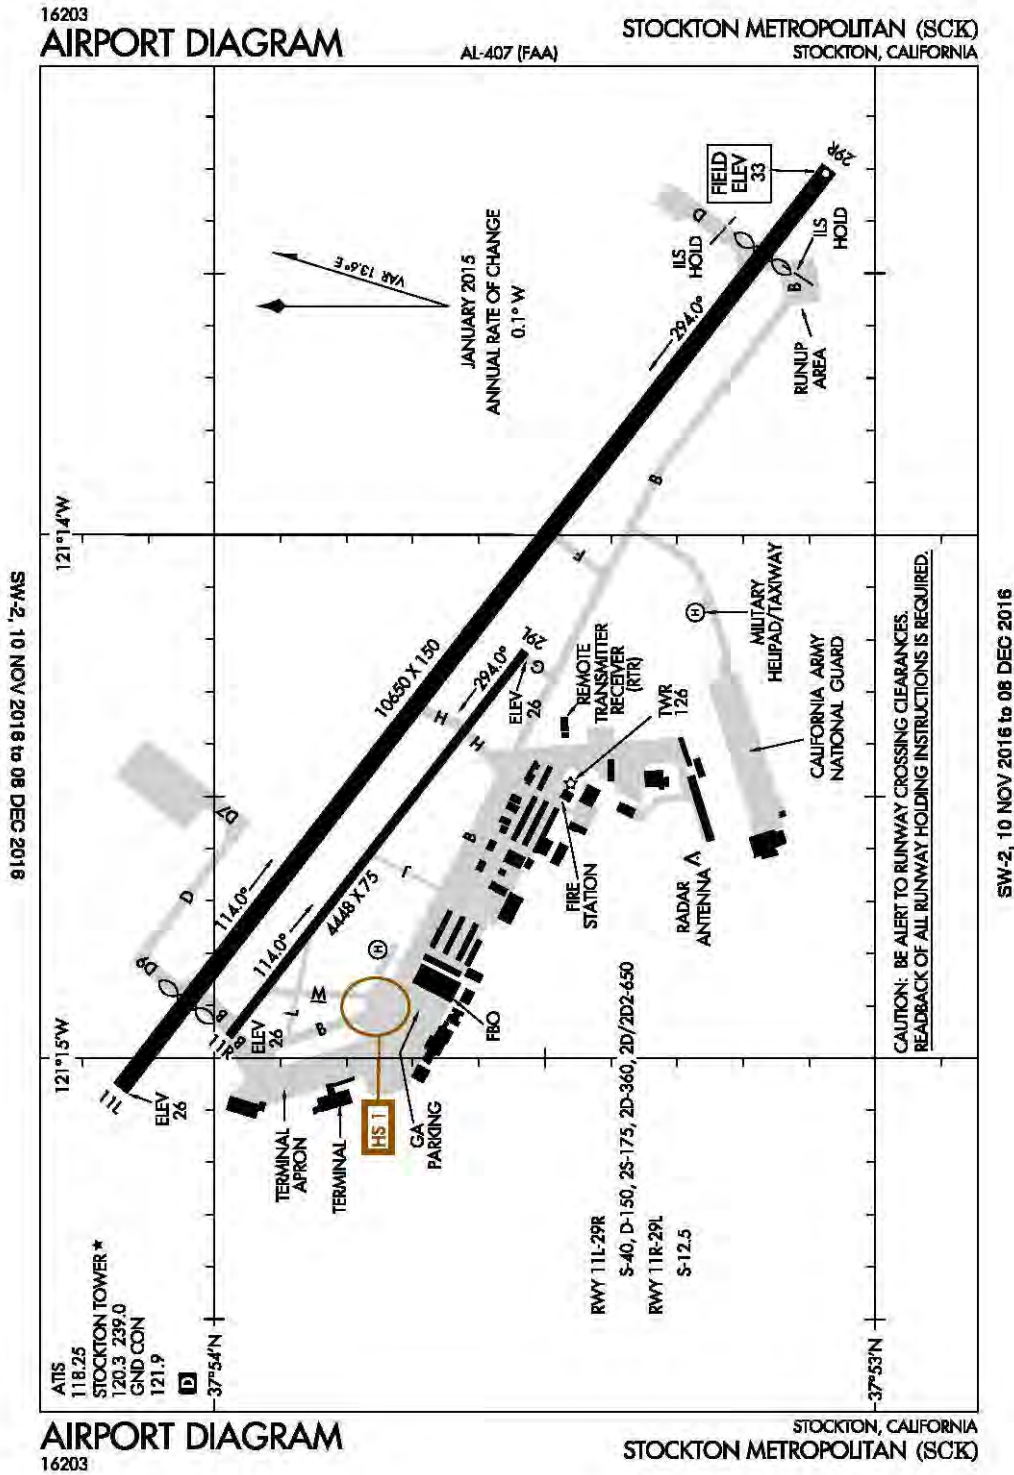 16203
AIRPORT DIAGRAM
AL-407 (FAA)
STOCKTON METROPOLITAN (SCK)
STOCKTON, CALIFORNIA
FIELD
ELEV
33
29R
D
ILS
HOLD
ILS
HOLD
B
RUNUP
AREA
VAR 13.6° E
JANUARY 2015
ANNUAL RATE OF CHANGE
0.1° W
294.0°
B
121°14'W
F
H
MILITARY
HELIPAD/TAXIWAY
CALIFORNIA ARMY
NATIONAL GUARD
10650 X 150
294.0°
29L
G
ELEV
26
H
H
REMOTE
TRANSMITTER
RECEIVER
(RTR)
TWR
126
D7
D
114.0°
114.0°
4448 X 75
J
B
FIRE
STATION
RADAR
ANTENNA
D9
B
H
M
L
B
B
11R
ELEV
26
FBO
121°15'W
11L
ELEV
26
TERMINAL
APRON
TERMINAL
HS 1
GA
PARKING
CAUTION: BE ALERT TO RUNWAY CROSSING CLEARANCES.
READBACK OF ALL RUNWAY HOLDING INSTRUCTIONS IS REQUIRED.
RWY 11L-29R
S-40, D-150, 2S-175, 2D-360, 2D/2D2-650
RWY 11R-29L
S-12.5
ATIS
118.25
STOCKTON TOWER ★
120.3 239.0
GND CON
121.9
D
37°54'N
37°53'N
SW-2, 10 NOV 2016 to 08 DEC 2016
SW-2, 10 NOV 2016 to 08 DEC 2016
AIRPORT DIAGRAM
16203
STOCKTON, CALIFORNIA
STOCKTON METROPOLITAN (SCK)